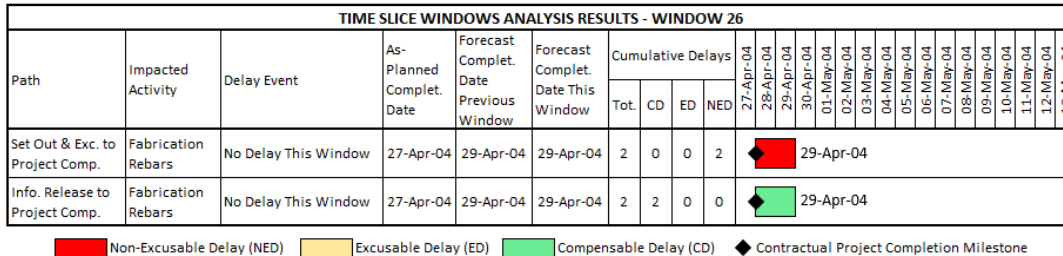 TIME SLICE WINDOWS ANALYSIS RESULTS - WINDOW 26
Path
Impacted
Activity
Delay Event
As-
Planned
Complet.
Date
Forecast
Complet.
Date
Previous
Window
Forecast
Complet.
Date This
Window
Cumulative Delays
Tot.
CD
ED
NED
27-Apr-04
28-Apr-04
29-Apr-04
30-Apr-04
01-May-04
02-May-04
03-May-04
04-May-04
05-May-04
06-May-04
07-May-04
08-May-04
09-May-04
10-May-04
11-May-04
12-May-04
Set Out & Exc. to
Project Comp.
Fabrication
Rebars
No Delay This Window
27-Apr-04
29-Apr-04
29-Apr-04
2
0
0
2
29-Apr-04
Info. Release to
Project Comp.
Fabrication
Rebars
No Delay This Window
27-Apr-04
29-Apr-04
29-Apr-04
2
2
0
0
29-Apr-04
Non-Excusable Delay (NED)
Excusable Delay (ED)
Compensable Delay (CD)
Contractual Project Completion Milestone